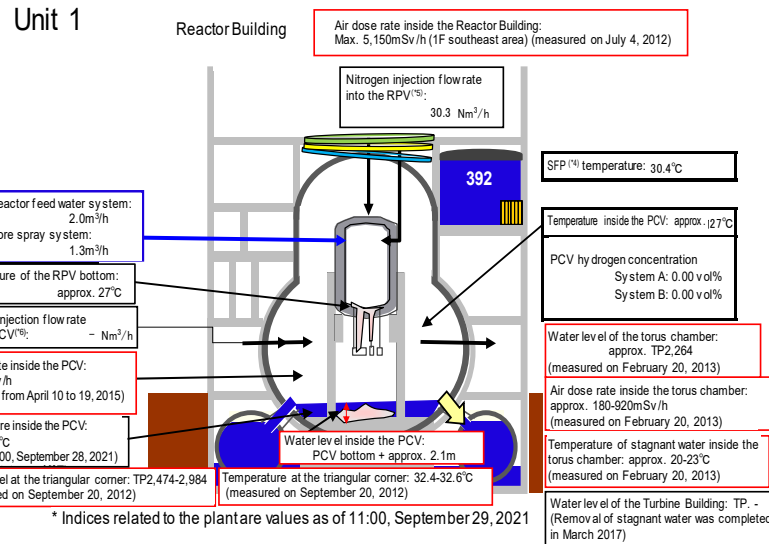 Unit 1
Reactor Building
Air dose rate inside the Reactor Building:
Max. 5,150mSv/h (1F southeast area) (measured on July 4, 2012)
Nitrogen injection flow rate
into the RPV(*5):
30.3 Nm3/h
392
SFP (*4) temperature: 30.4°C
eactor feed water system:
2.0m3/h
ore spray system:
1.3m3/h
Temperature inside the PCV: approx. 27°C
PCV hydrogen concentration
System A: 0.00 vol%
System B: 0.00 vol%
ure of the RPV bottom:
approx. 27°C
njection flow rate
CV(*6): - Nm3/h
Water level of the torus chamber:
approx. TP2,264
(measured on February 20, 2013)
te inside the PCV:
v/h
from April 10 to 19, 2015)
Air dose rate inside the torus chamber:
approx. 180-920mSv/h
(measured on February 20, 2013)
re inside the PCV:
°C
00, September 28, 2021)
Water level inside the PCV:
PCV bottom + approx. 2.1m
Temperature of stagnant water inside the
torus chamber: approx. 20-23°C
(measured on February 20, 2013)
el at the triangular corner: TP2,474-2,984
ed on September 20, 2012)
Temperature at the triangular corner: 32.4-32.6°C
(measured on September 20, 2012)
Water level of the Turbine Building: TP. -
(Removal of stagnant water was completed
in March 2017)
* Indices related to the plant are values as of 11:00, September 29, 2021